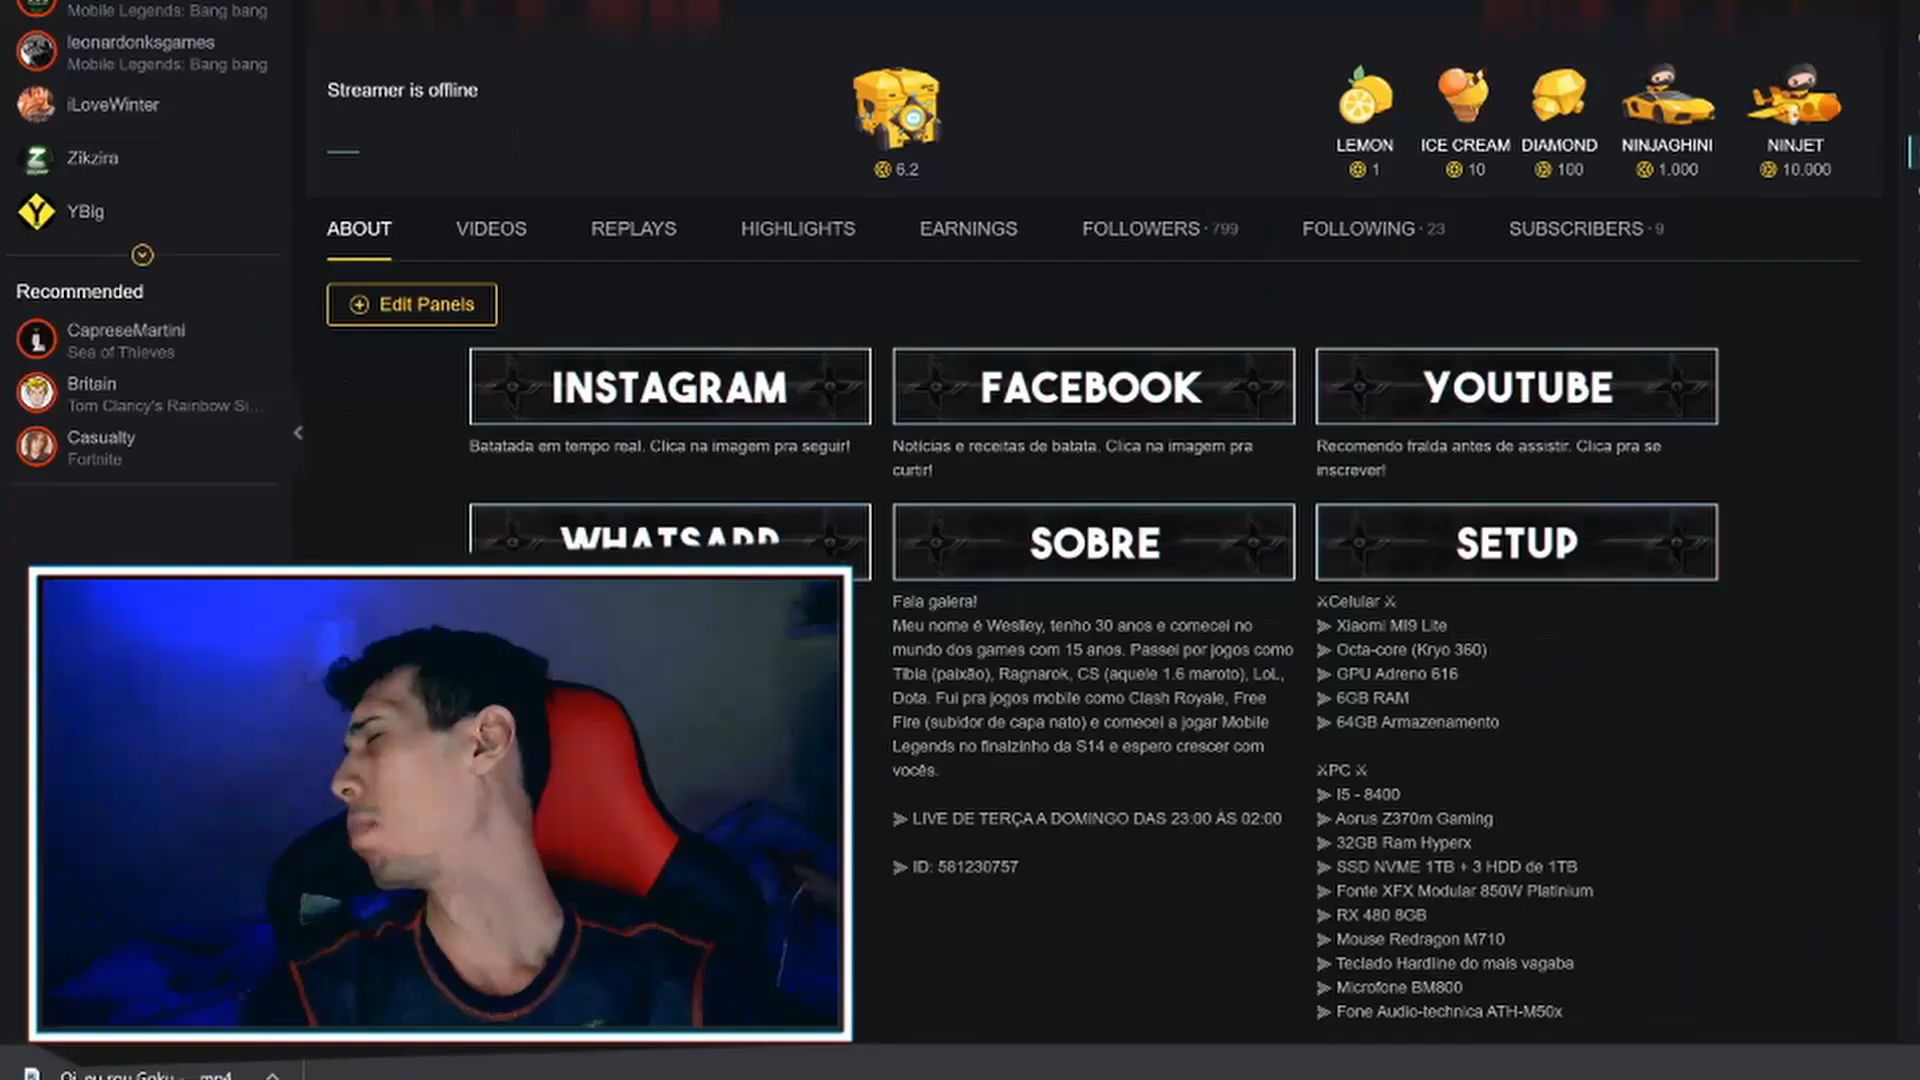 Mobile Legends: Bang bang
leonardonksgames
Mobile Legends: Bang bang
iLoveWinter
Zikzira
YBig
Recommended
CapreseMartini
Sea of Thieves
Britain
Tom Clancy's Rainbow Si...
Casualty
Fortnite
Streamer is offline
6.2
LEMON
1
ICE CREAM
10
DIAMOND
100
NINJAGHINI
1.000
NINJET
10.000
ABOUT
VIDEOS
REPLAYS
HIGHLIGHTS
EARNINGS
FOLLOWERS · 799
FOLLOWING · 23
SUBSCRIBERS · 9
Edit Panels
INSTAGRAM
Batatada em tempo real. Clica na imagem pra seguir!
FACEBOOK
Notícias e receitas de batata. Clica na imagem pra
curtir!
YOUTUBE
Recomendo fralda antes de assistir. Clica pra se
inscrever!
WHATSAPP
SOBRE
Fala galera!
Meu nome é Weslley, tenho 30 anos e comecei no
mundo dos games com 15 anos. Passei por jogos como
Tibia (paixão), Ragnarok, CS (aquele 1.6 maroto), LoL,
Dota. Fui pra jogos mobile como Clash Royale, Free
Fire (subidor de capa nato) e comecei a jogar Mobile
Legends no finalzinho da S14 e espero crescer com
vocês.
⫸ LIVE DE TERÇA A DOMINGO DAS 23:00 ÀS 02:00
⫸ ID: 581230757
SETUP
⚔Celular ⚔
⫸ Xiaomi MI9 Lite
⫸ Octa-core (Kryo 360)
⫸ GPU Adreno 616
⫸ 6GB RAM
⫸ 64GB Armazenamento
⚔PC ⚔
⫸ I5 - 8400
⫸ Aorus Z370m Gaming
⫸ 32GB Ram Hyperx
⫸ SSD NVME 1TB + 3 HDD de 1TB
⫸ Fonte XFX Modular 850W Platinium
⫸ RX 480 8GB
⫸ Mouse Redragon M710
⫸ Teclado Hardline do mais vagaba
⫸ Microfone BM800
⫸ Fone Audio-technica ATH-M50x
.mp4